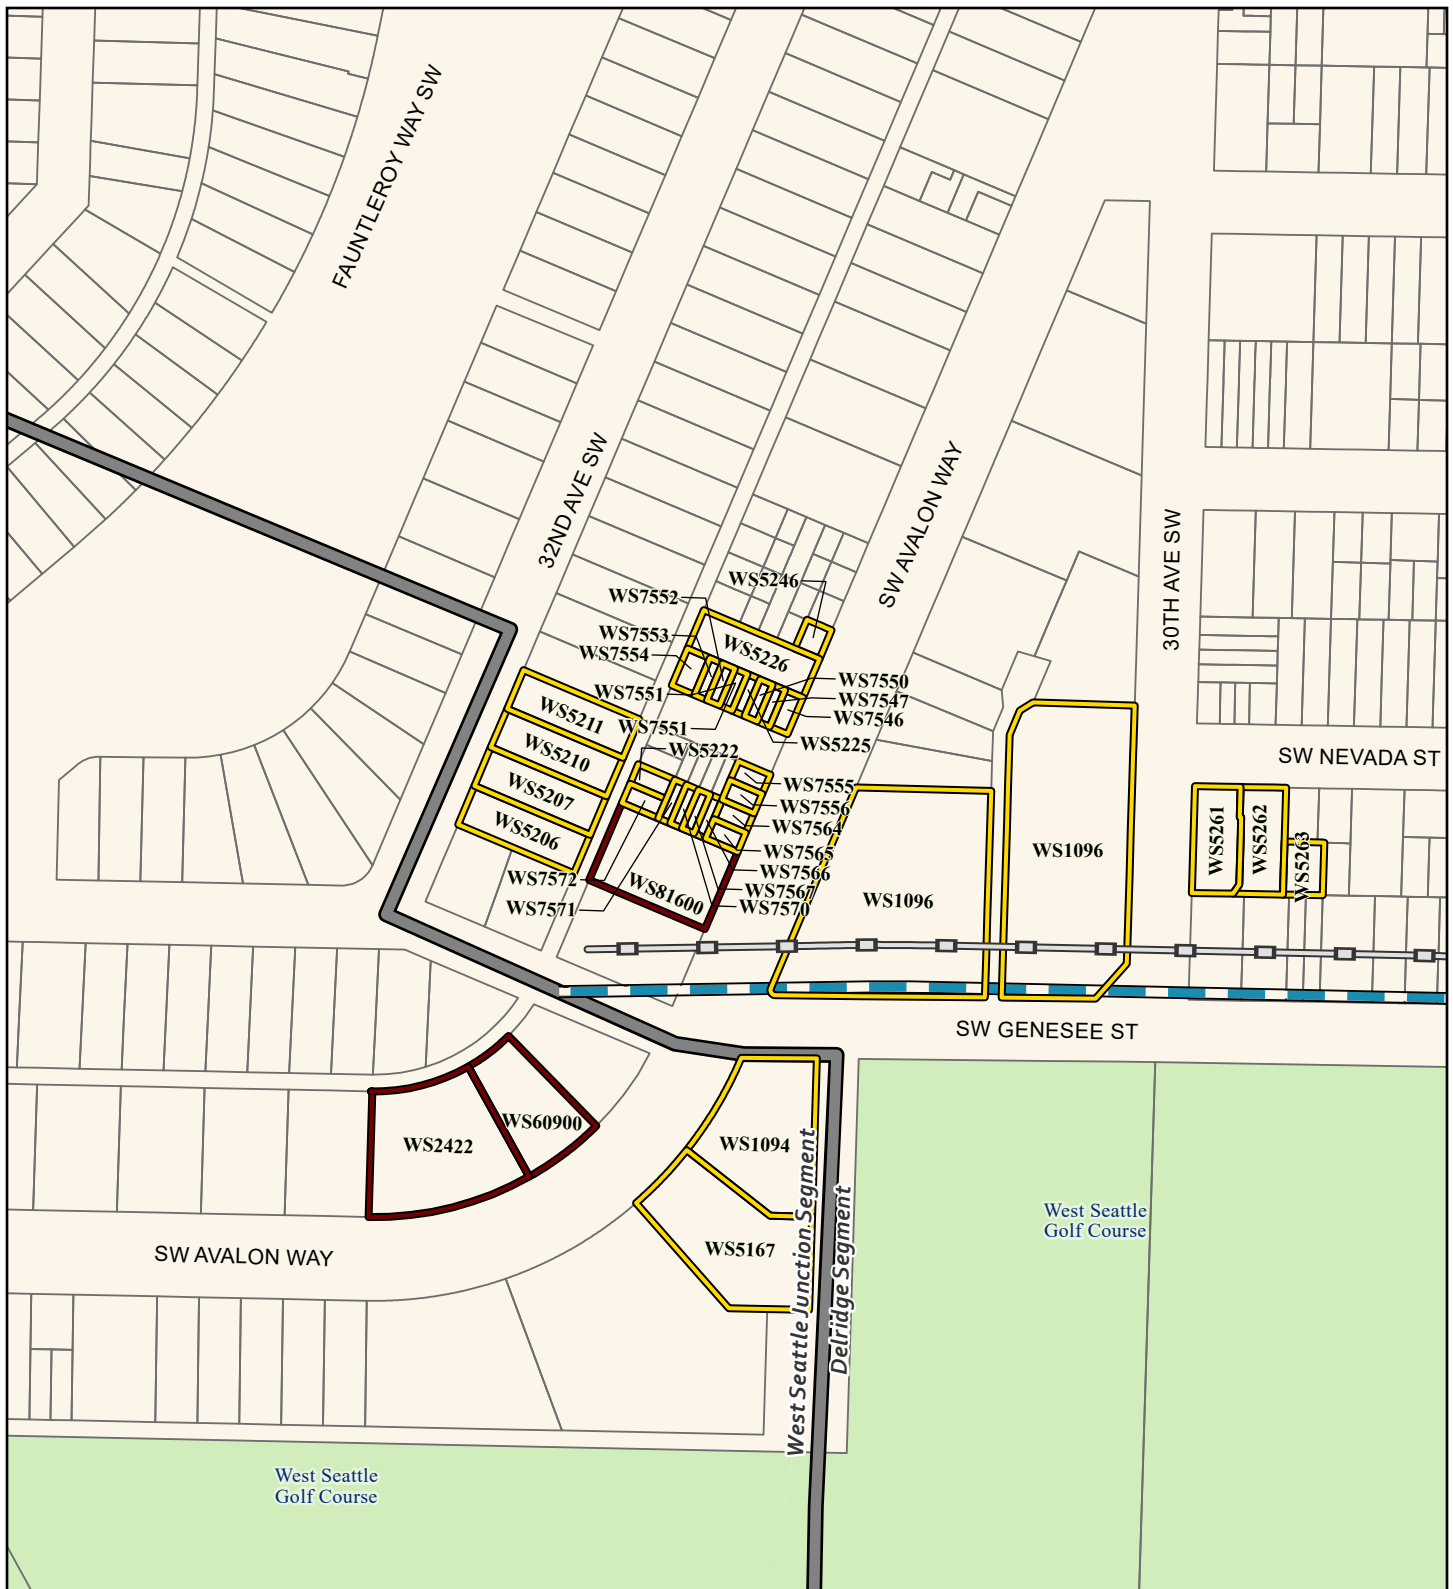 FAUNTLEROY WAY SW
32ND AVE SW
SW AVALON WAY
30TH AVE SW
WS5246
WS7552
WS7553
WS7554
WS5226
WS7550
WS7551
WS7547
WS7551
WS7546
WS5225
WS5211
WS5222
WS5210
WS5207
WS5206
SW NEVADA ST
WS7555
WS7556
WS7564
WS7565
WS7566
WS7567
WS7570
WS7572
WS7571
WS81600
WS1096
WS1096
WS5261
WS5262
WS5263
SW GENESEE ST
WS60900
WS2422
WS1094
WS5167
West Seattle Junction Segment
Delridge Segment
West Seattle
Golf Course
SW AVALON WAY
West Seattle
Golf Course